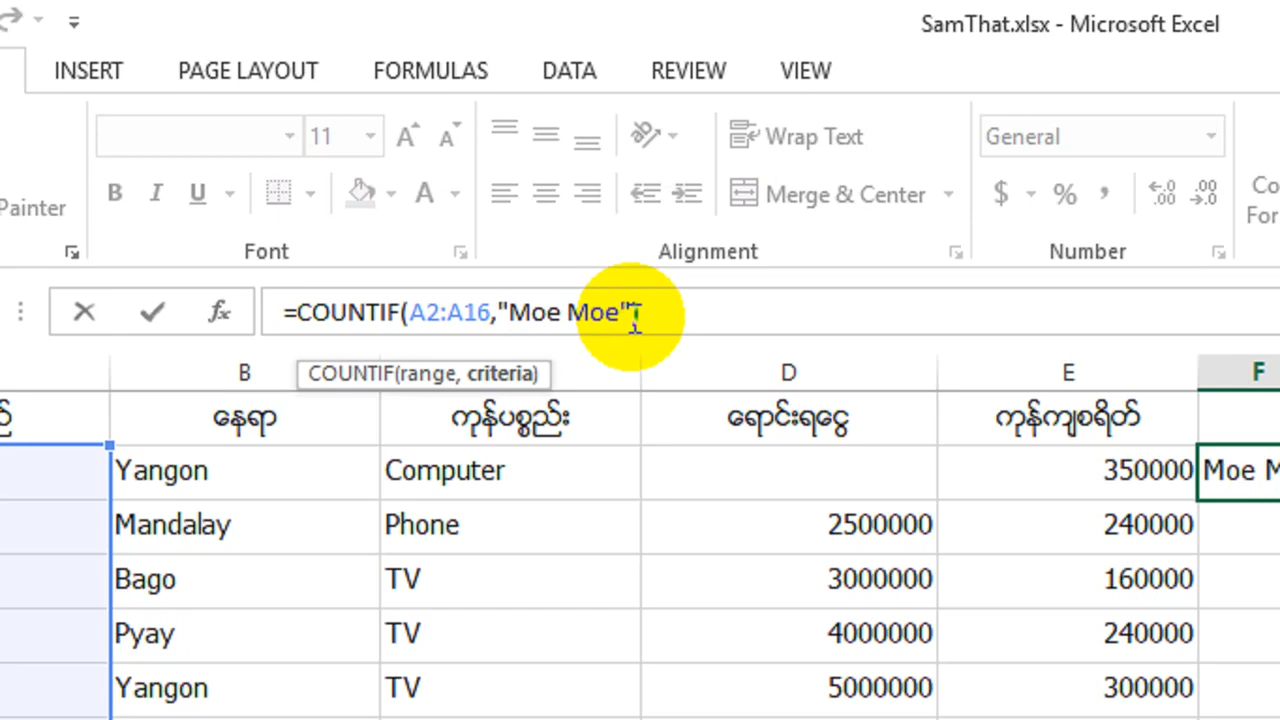 SamThat.xlsx - Microsoft Excel
INSERT PAGE LAYOUT FORMULAS DATA REVIEW VIEW
11 A A Wrap Text General
Painter B I U A Merge & Center $ % , .00 .00
Font Alignment Number
=COUNTIF(A2:A16,"Moe Moe"
COUNTIF(range, criteria)
B D E F
နေရာ ကုန်ပစ္စည်း ရောင်းရငွေ ကုန်ကျစရိတ်
Yangon Computer 350000 Moe M
Mandalay Phone 2500000 240000
Bago TV 3000000 160000
Pyay TV 4000000 240000
Yangon TV 5000000 300000